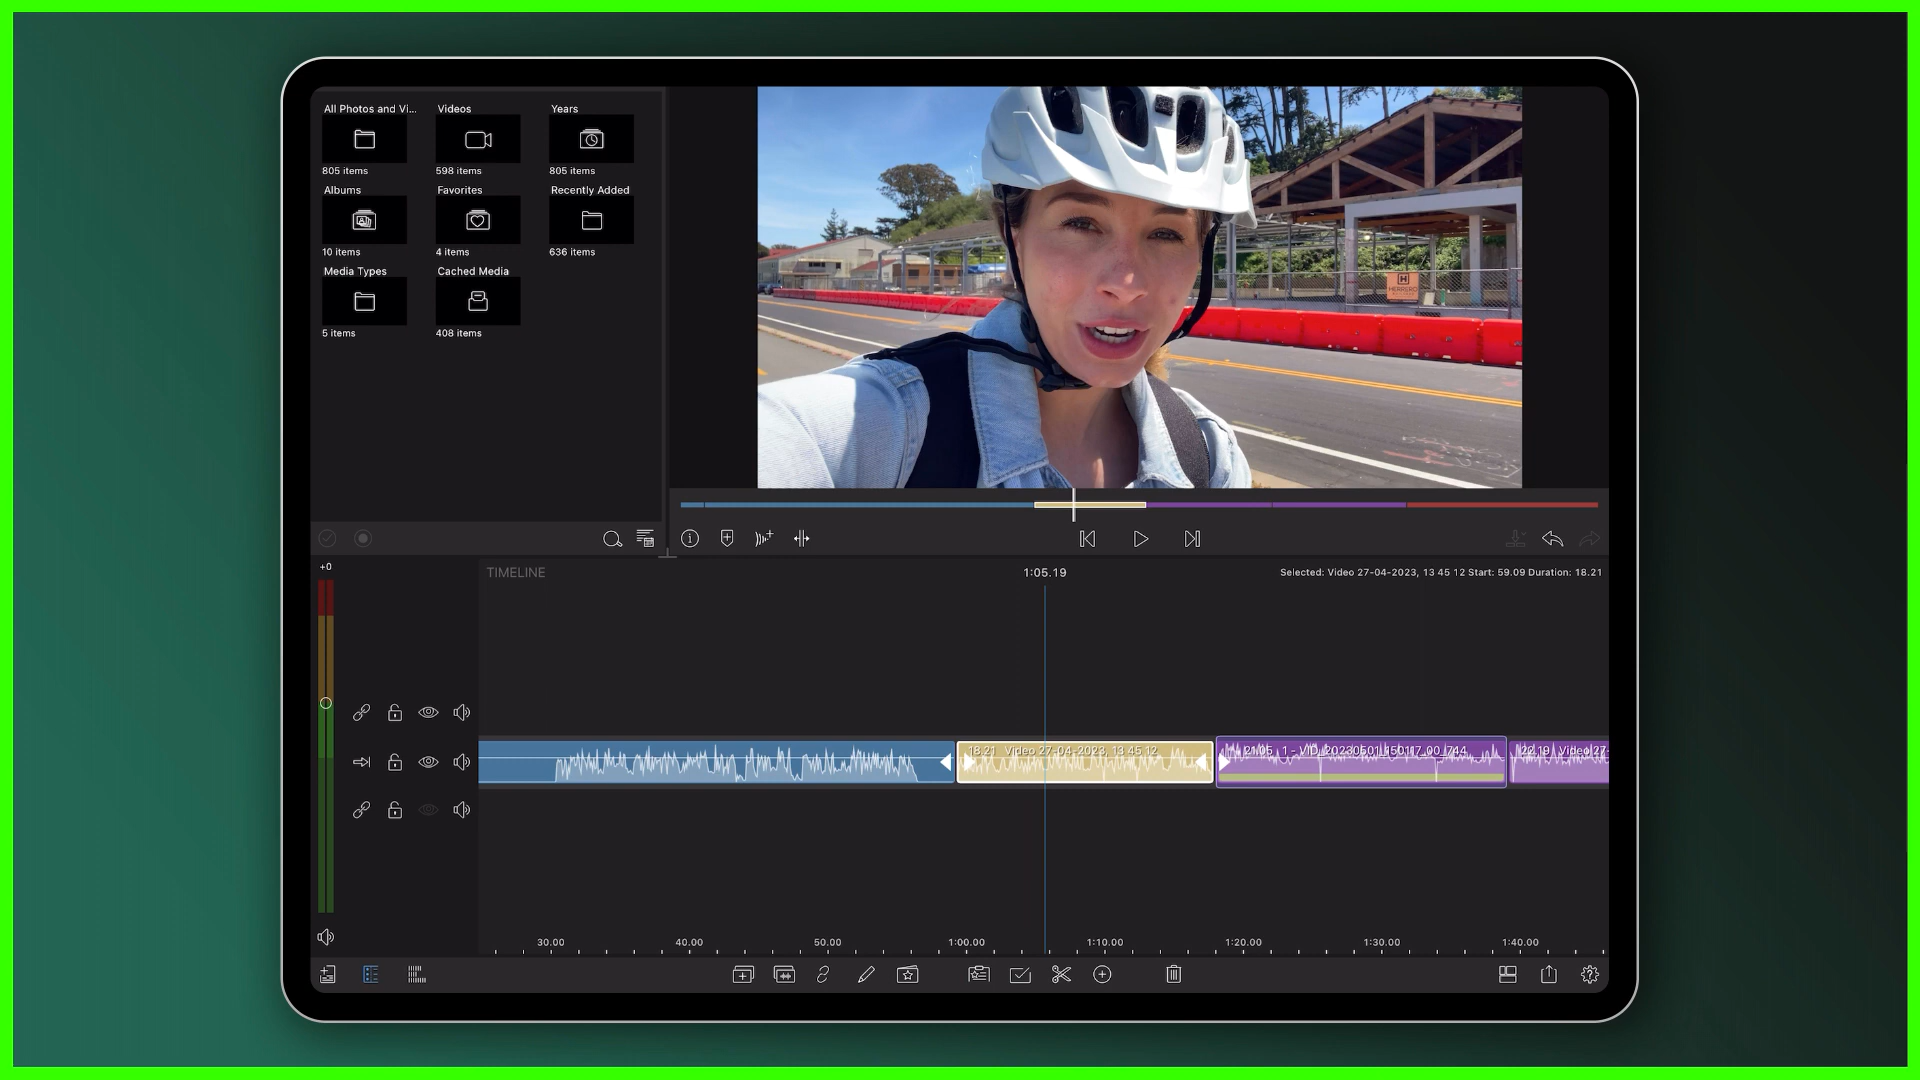 All Photos and Vi...
Videos
Years
805 items
598 items
805 items
Albums
Favorites
Recently Added
10 items
4 items
636 items
Media Types
Cached Media
5 items
408 items
HERRERO
+0
TIMELINE
1:05.19
Selected: Video 27-04-2023, 13 45 12 Start: 59.09 Duration: 18.21
18.21 Video 27-04-2023, 13 45 12
21.05 1 - VID_20230501_150117_00_744
22.19 Video 27-
30.00
40.00
50.00
1:00.00
1:10.00
1:20.00
1:30.00
1:40.00